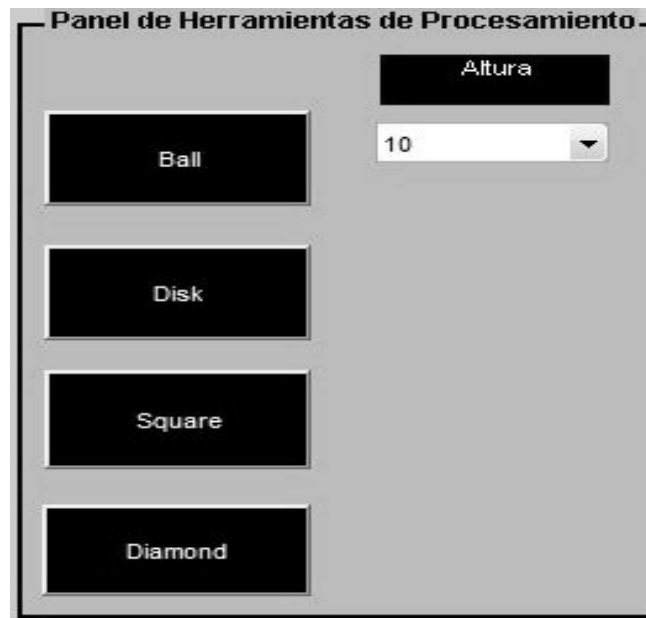 Panel de Herramientas de Procesamiento
Altura
10
Ball
Disk
Square
Diamond